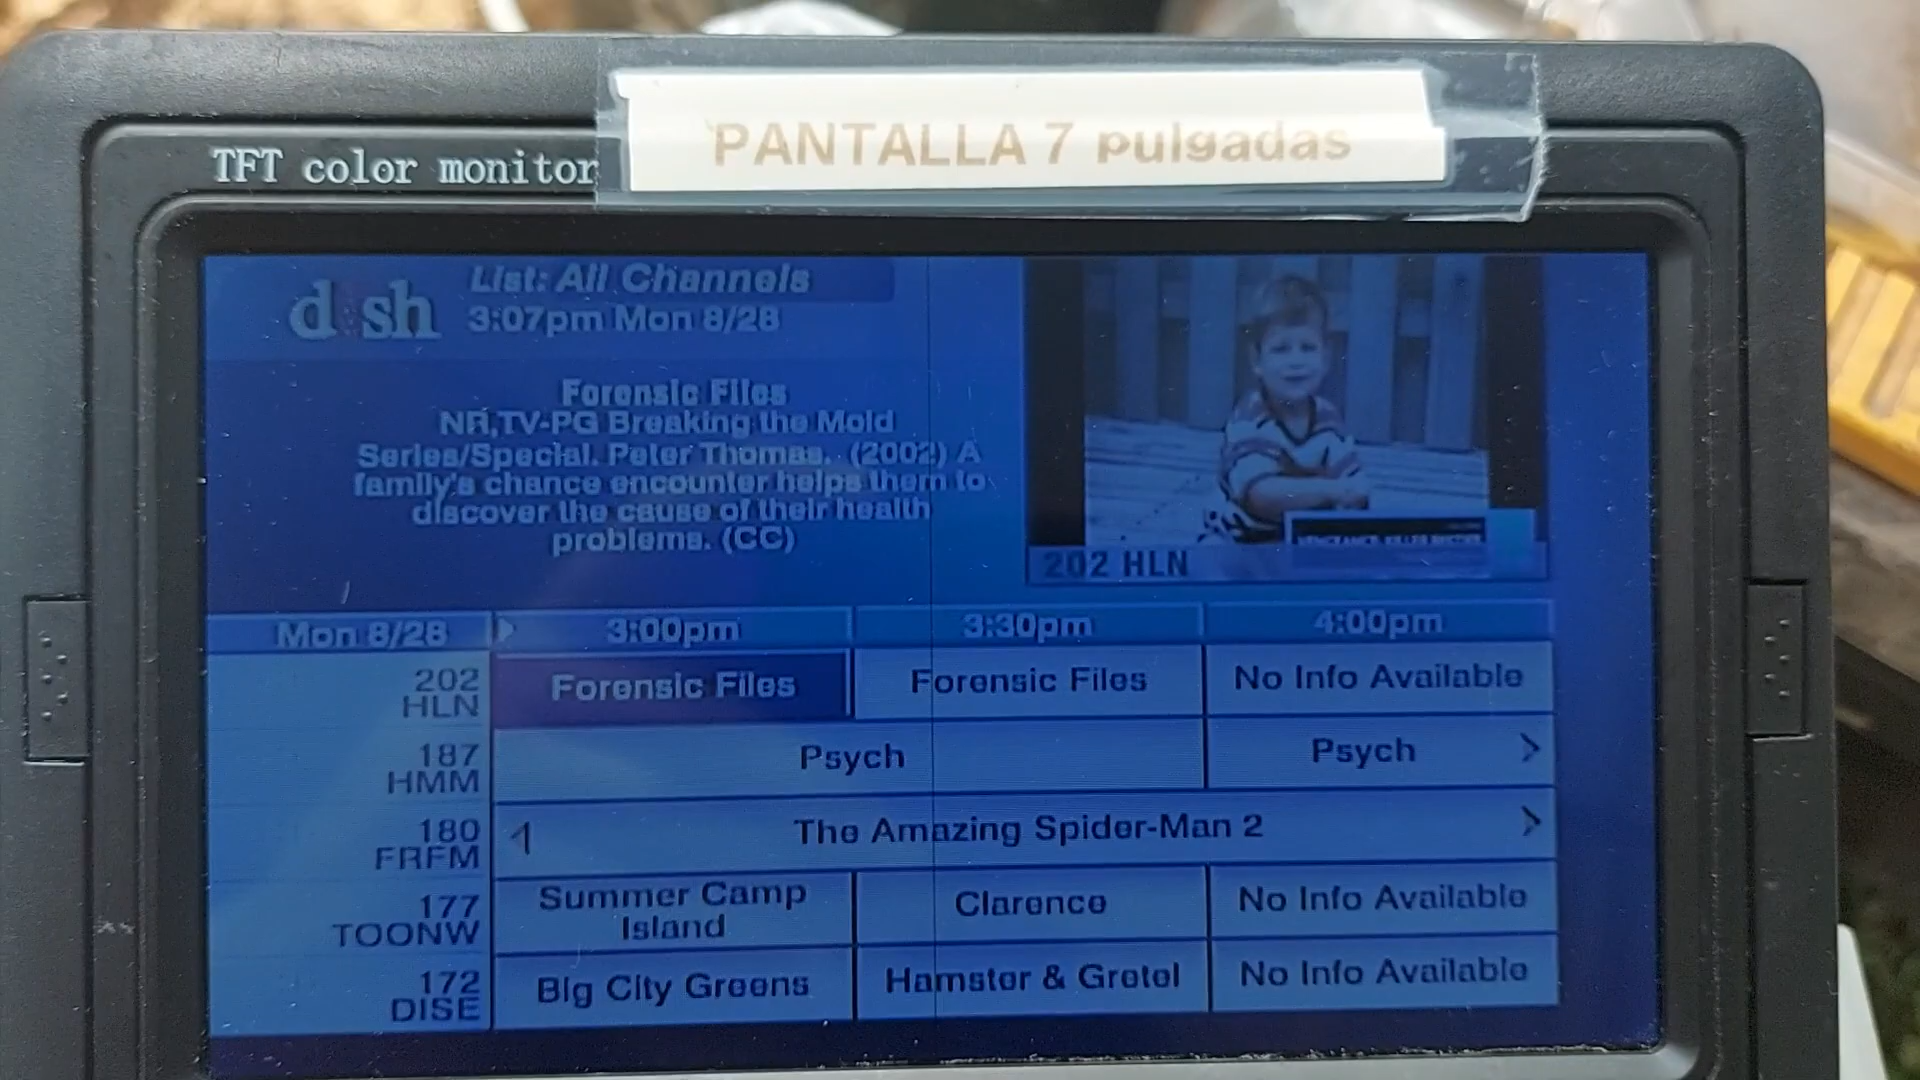 PANTALLA 7 pulgadas
TFT color monitor
dish
List: All Channels
3:07pm Mon 8/28
Forensic Files
NR,TV-PG Breaking the Mold
Series/Special. Peter Thomas. (2002) A
family's chance encounter helps them to
discover the cause of their health
problems. (CC)
202 HLN
Mon 8/28 3:00pm 3:30pm 4:00pm
202 HLN Forensic Files Forensic Files No Info Available
187 HMM Psych Psych
180 FRFM The Amazing Spider-Man 2
177 TOONW Summer Camp Island Clarence No Info Available
172 DISE Big City Greens Hamster & Gretel No Info Available